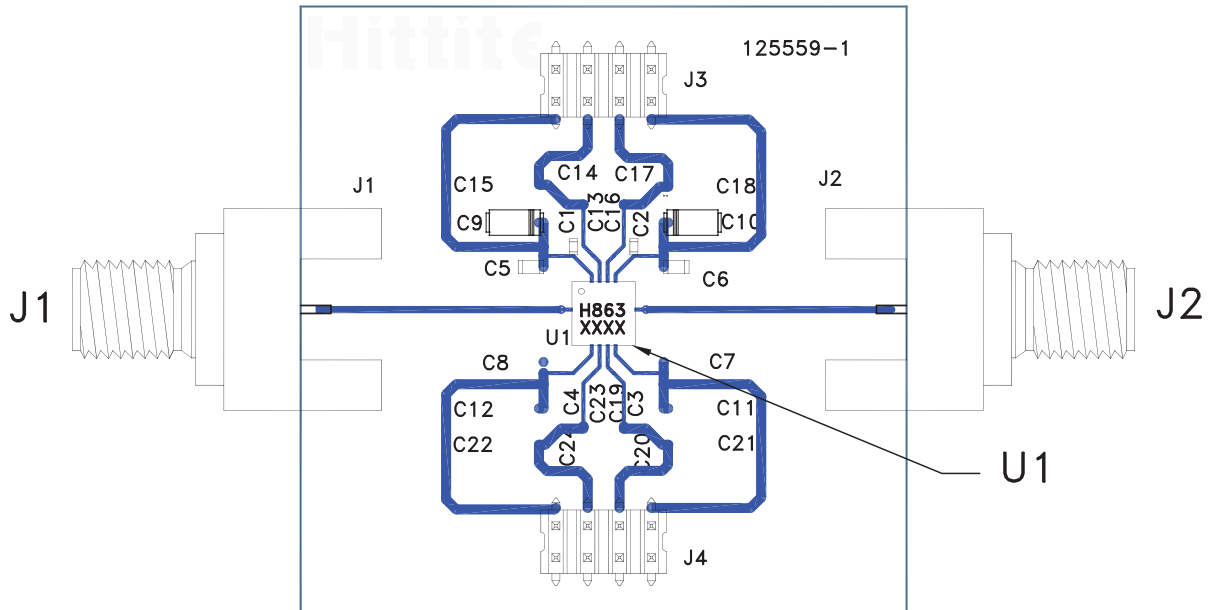 Hittite
125559-1
J3
C14 C17
C15 C18
J1 J2
C9 C1 C13 C16 C2 C10
C5 C6
J1 H863 J2
XXXX
U1
C8 C7
C12 C4 C23 C19 C3 C11
C22 C24 C20 C21
U1
J4